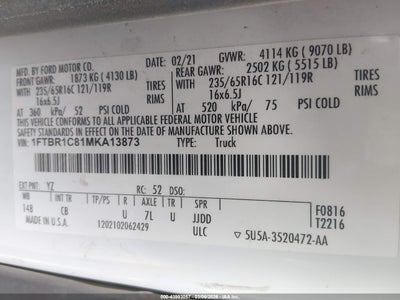 MFD. BY FORD MOTOR CO. 02/21 GVWR: 4114 KG (9070 LB)
FRONT GAWR: 1873 KG (4130 LB) REAR GAWR: 2502 KG (5515 LB)
WITH 235/65R16C 121/119R TIRES WITH 235/65R16C 121/119R TIRES
16x6.5J RIMS 16x6.5J RIMS
AT 360 kPa/ 52 PSI COLD AT 520 kPa/ 75 PSI COLD
THIS VEHICLE CONFORMS TO ALL APPLICABLE FEDERAL MOTOR VEHICLE
SAFETY STANDARDS IN EFFECT ON THE DATE OF MANUFACTURE SHOWN ABOVE.
VIN: 1FTBR1C81MKA13873 TYPE: Truck
EXT PNT: YZ RC: 52 DSO:
WB INT TR TP/PS R AXLE TR SPR
148 CB U 7L U JJDD
MADE IN U.S.A. 1202102062429 ULC
F0816
T2216
5U5A-3520472-AA